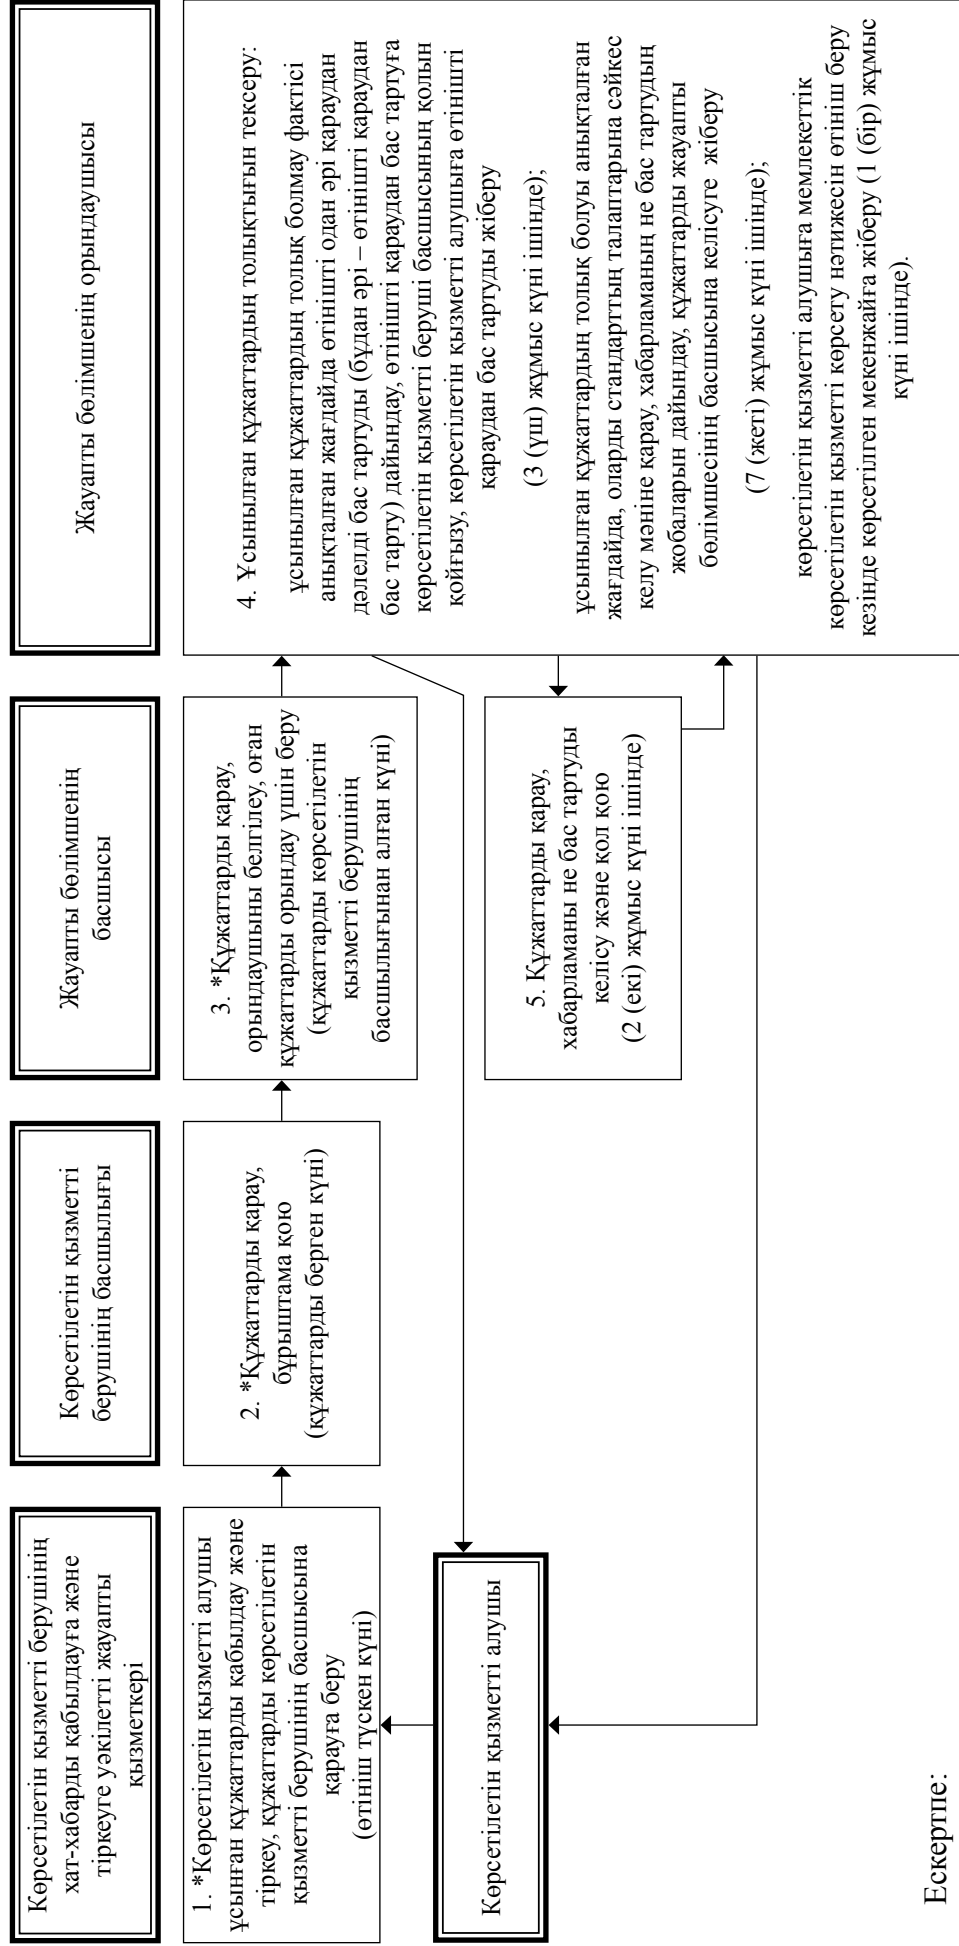 Көрсетілетін қызметті берушінің
хат-хабарды қабылдауға және
тіркеуге уәкілетті жауапты
қызметкері
Көрсетілетін қызметті
берушінің басшылығы
Жауапты бөлімшенің
басшысы
Жауапты бөлімшенің орындаушысы
1. *Көрсетілетін қызметті алушы
ұсынған құжаттарды қабылдау және
тіркеу, құжаттарды көрсетілетін
қызметті берушінің басшысына
қарауға беру
(өтініш түскен күні)
2. *Құжаттарды қарау,
бұрыштама қою
(құжаттарды берген күні)
3. *Құжаттарды қарау,
орындаушыны белгілеу, оған
құжаттарды орындау үшін беру
(құжаттарды көрсетілетін
қызметті берушінің
басшылығынан алған күні)
4. Ұсынылған құжаттардың толықтығын тексеру:
ұсынылған құжаттардың толық болмау фактісі
анықталған жағдайда өтінішті одан әрі қараудан
дәлелді бас тартуды (бұдан әрі – өтінішті қараудан
бас тарту) дайындау, өтінішті қараудан бас тартуға
көрсетілетін қызметті беруші басшысының қолын
қойғызу, көрсетілетін қызметті алушыға өтінішті
қараудан бас тартуды жіберу
(3 (үш) жұмыс күні ішінде);
ұсынылған құжаттардың толық болуы анықталған
жағдайда, оларды стандарттың талаптарына сәйкес
келу мәніне қарау, хабарламаның не бас тартудың
жобаларын дайындау, құжаттарды жауапты
бөлімшесінің басшысына келісуге жіберу
(7 (жеті) жұмыс күні ішінде);
көрсетілетін қызметті алушыға мемлекеттік
көрсетілетін қызметті көрсету нәтижесін өтініш беру
кезінде көрсетілген мекенжайға жіберу (1 (бір) жұмыс
күні ішінде).
5. Құжаттарды қарау,
хабарламаны не бас тартуды
келісу және қол қою
(2 (екі) жұмыс күні ішінде)
Көрсетілетін қызметті алушы
Ескертпе: